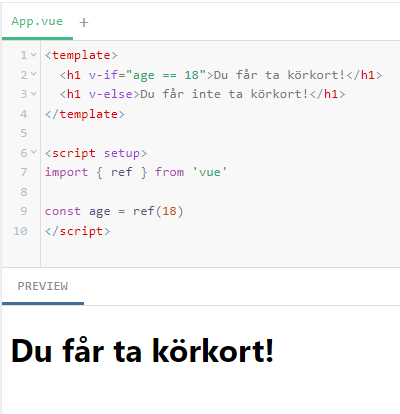 App.vue +
1 <template>
2 <h1 v-if="age == 18">Du får ta körkort!</h1>
3 <h1 v-else>Du får inte ta körkort!</h1>
4 </template>
5
6 <script setup>
7 import { ref } from 'vue'
8
9 const age = ref(18)
10 </script>
PREVIEW
Du får ta körkort!